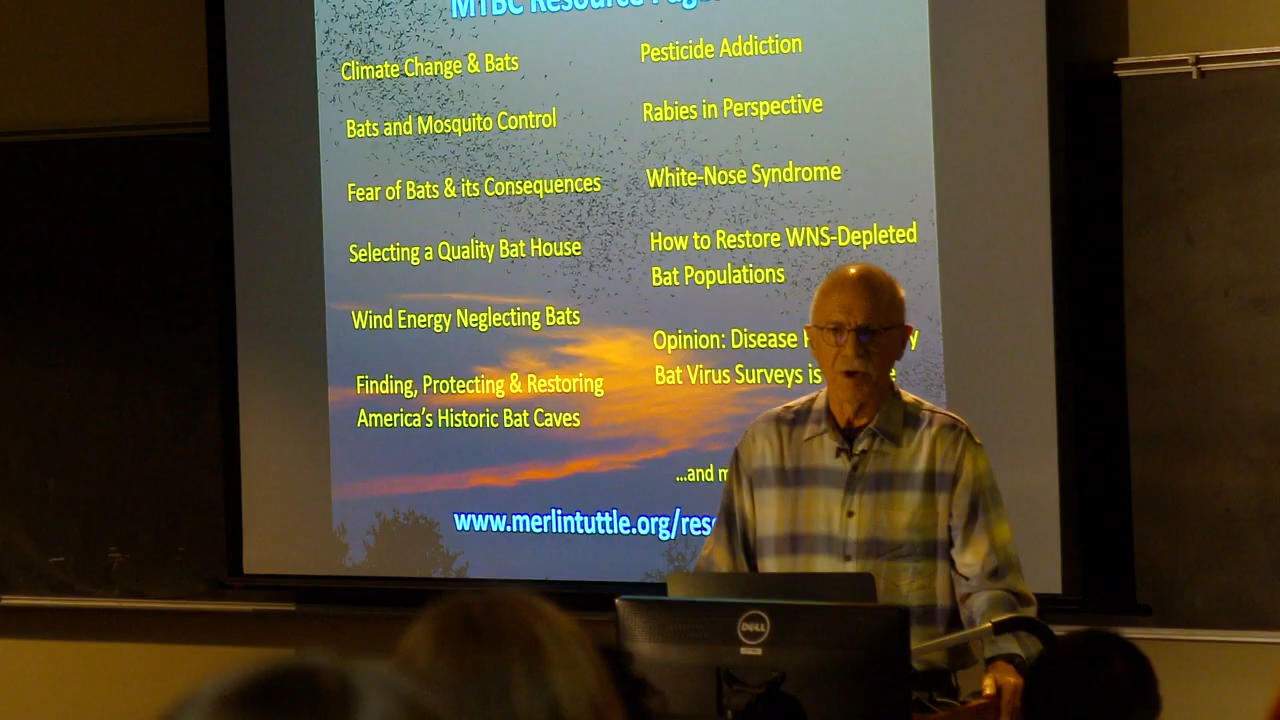 MTBC Resource
Climate Change & Bats
Bats and Mosquito Control
Fear of Bats & its Consequences
Selecting a Quality Bat House
Wind Energy Neglecting Bats
Finding, Protecting & Restoring
America's Historic Bat Caves
Pesticide Addiction
Rabies in Perspective
White-Nose Syndrome
How to Restore WNS-Depleted
Bat Populations
Opinion: Disease
Bat Virus Surveys is
...and
www.merlintuttle.org/res
DELL